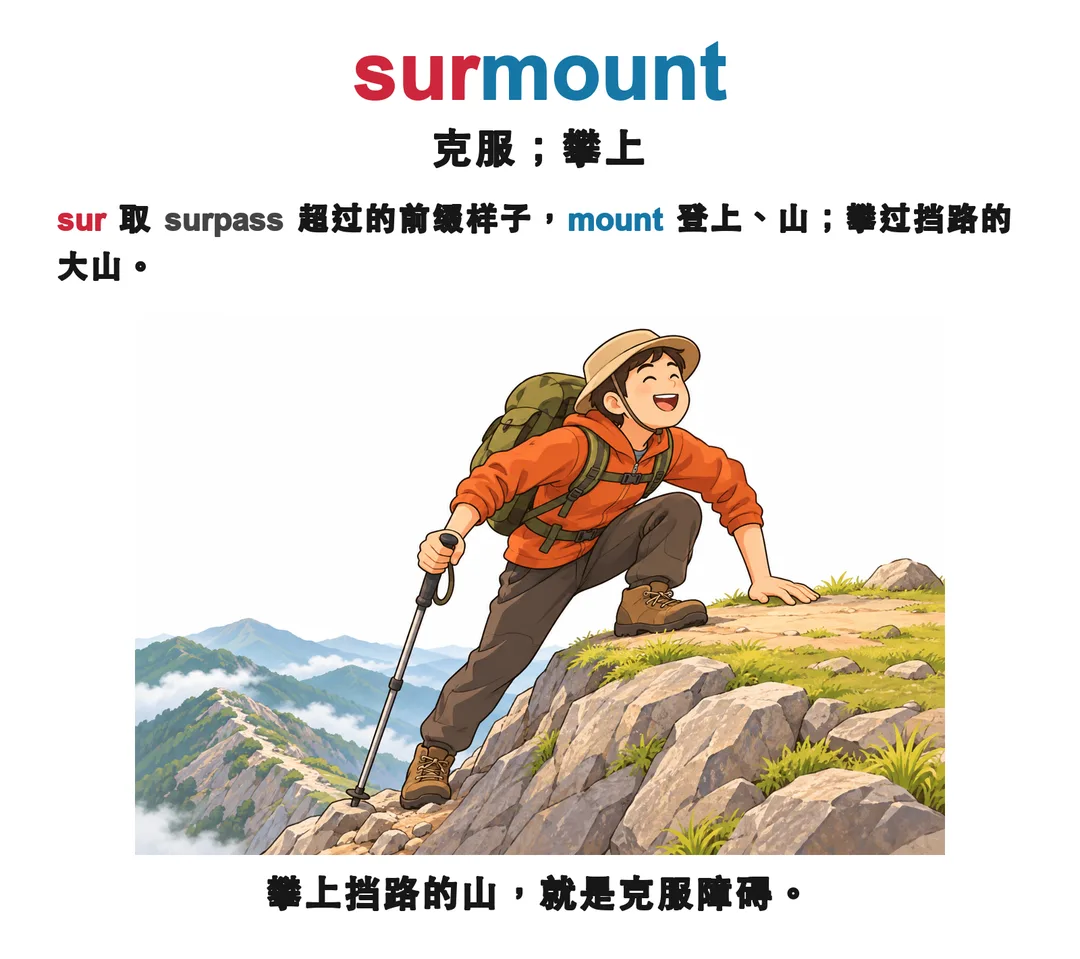 surmount
克服；攀上
sur 取 surpass 超过的前缀样子，mount 登上、山；攀过挡路的
大山。
攀上挡路的山，就是克服障碍。